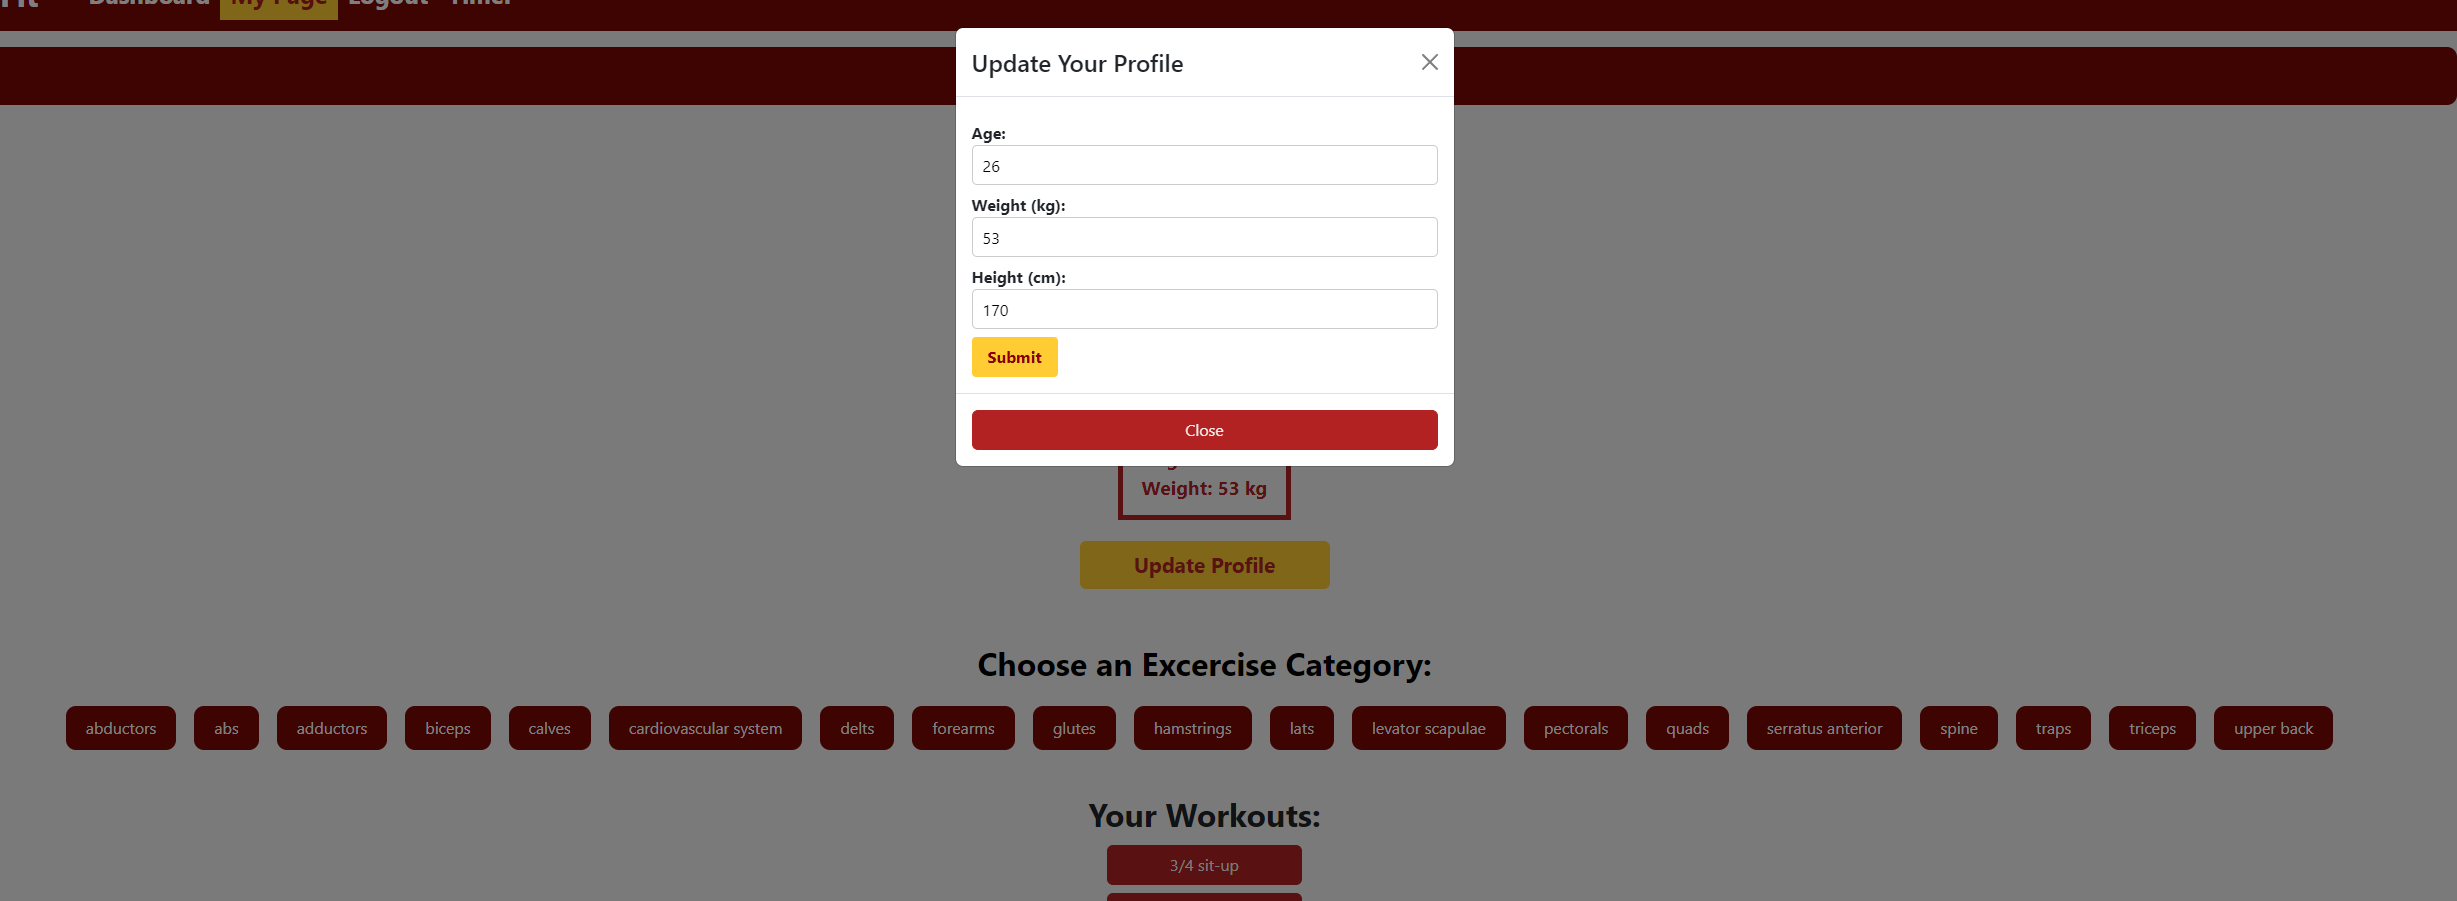 Dashboard My Page Logout Timer
Update Your Profile
Age:
26
Weight (kg):
53
Height (cm):
170
Submit
Close
Weight: 53 kg
Update Profile
Choose an Excercise Category:
abductors abs adductors biceps calves cardiovascular system delts forearms glutes hamstrings lats levator scapulae pectorals quads serratus anterior spine traps triceps upper back
Your Workouts:
3/4 sit-up